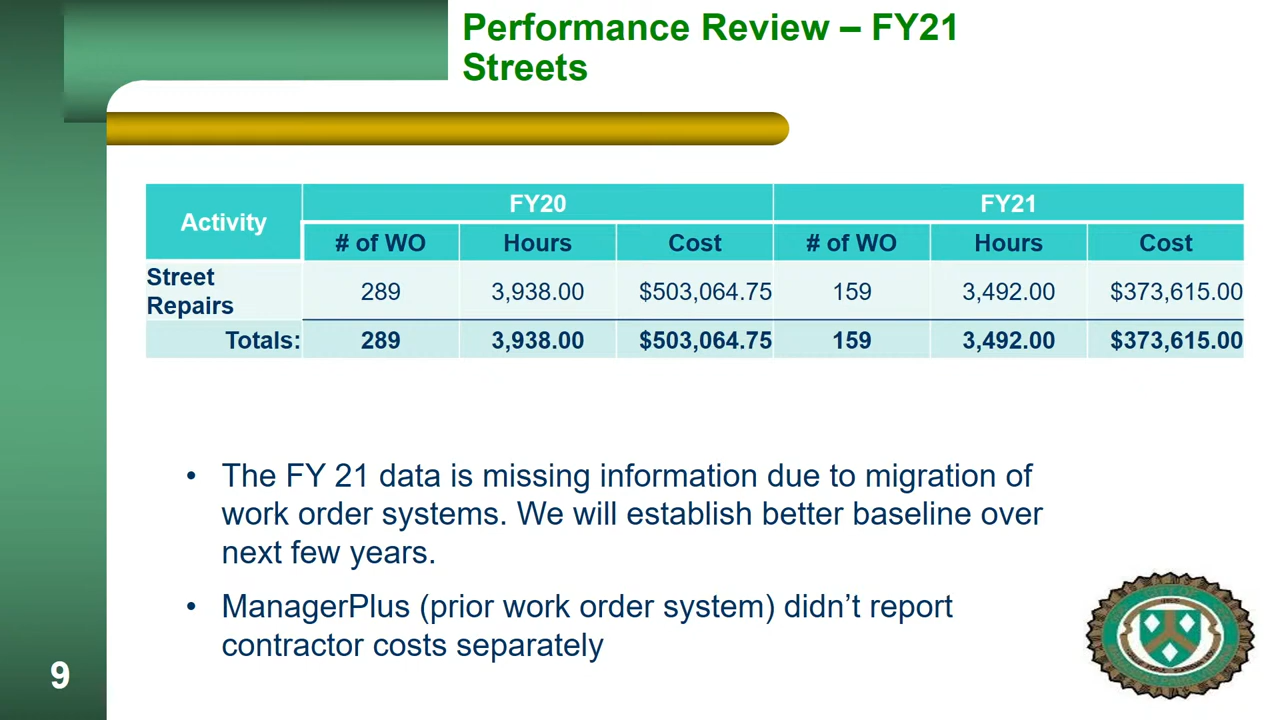 Performance Review – FY21
Streets
Activity
FY20
FY21
# of WO
Hours
Cost
# of WO
Hours
Cost
Street
Repairs
289
3,938.00
$503,064.75
159
3,492.00
$373,615.00
Totals:
289
3,938.00
$503,064.75
159
3,492.00
$373,615.00
• The FY 21 data is missing information due to migration of
work order systems. We will establish better baseline over
next few years.
• ManagerPlus (prior work order system) didn’t report
contractor costs separately
9